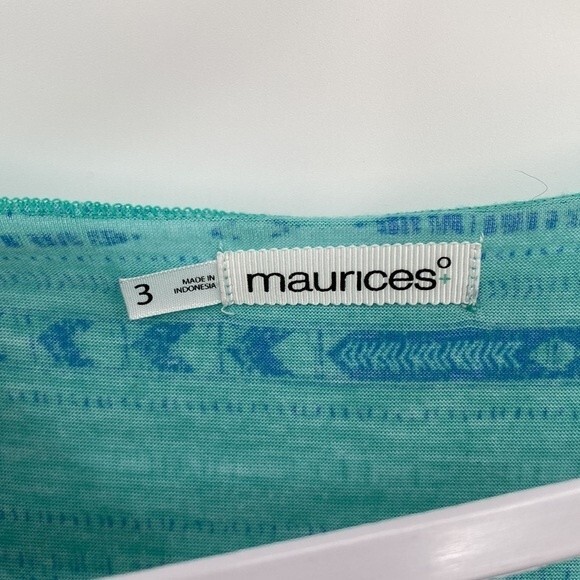 3
MADE IN
INDONESIA
maurices
+